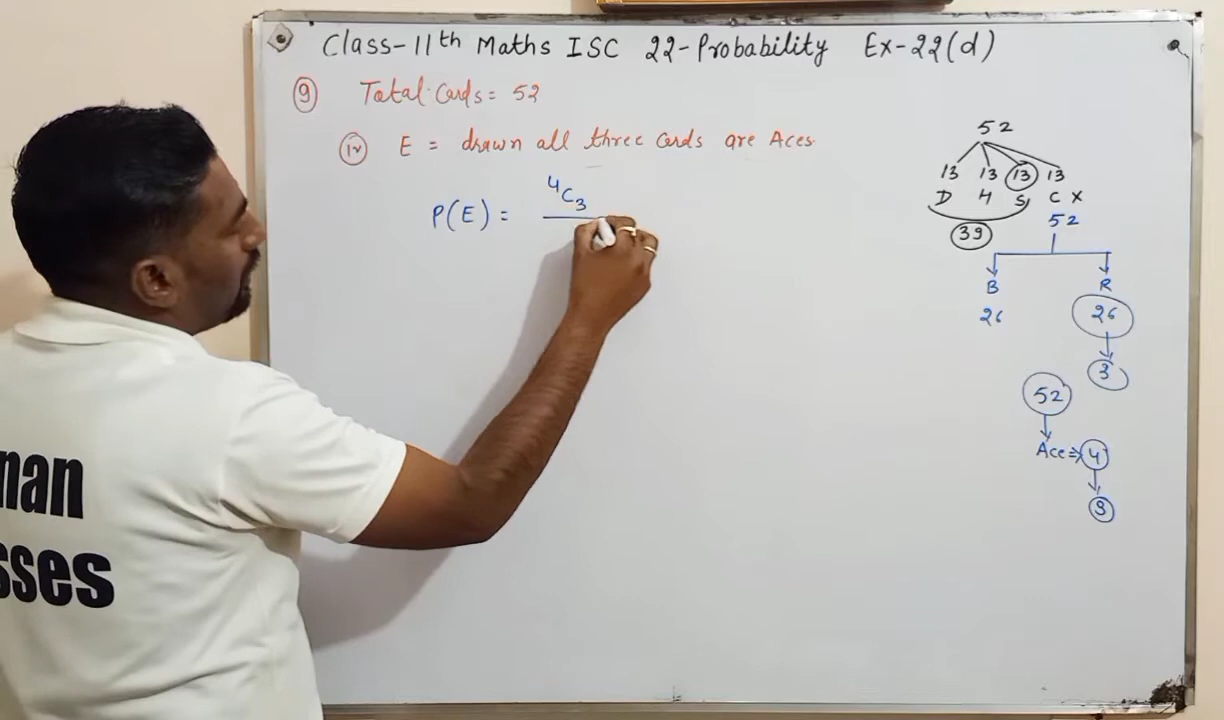 Class-11th Maths ISC 22-Probability Ex-22(d)
9 Total Cards = 52
iv E = drawn all three cards are Aces
P(E) = 4C3
52
13 13 13 13
D H S C X
39
52
B R
26 26
3
52
Ace⇒4
3
man
sses